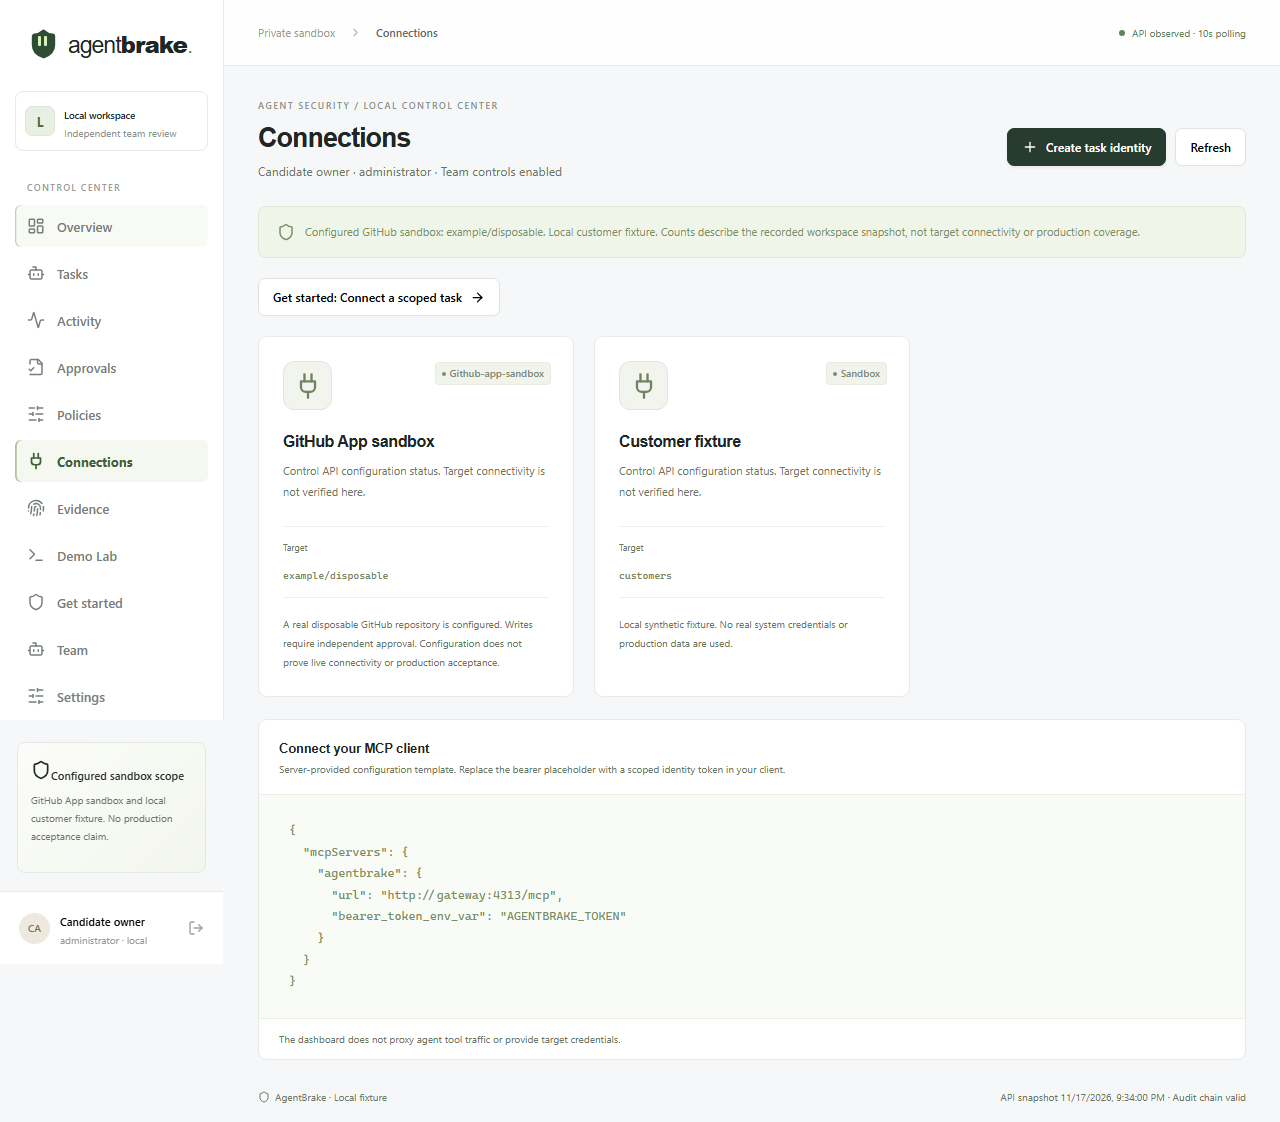 agentbrake.
L
Local workspace
Independent team review
CONTROL CENTER
Overview
Tasks
Activity
Approvals
Policies
Connections
Evidence
Demo Lab
Get started
Team
Settings
Configured sandbox scope
GitHub App sandbox and local
customer fixture. No production
acceptance claim.
CA
Candidate owner
administrator · local
Private sandbox
Connections
API observed · 10s polling
AGENT SECURITY / LOCAL CONTROL CENTER
Connections
Candidate owner · administrator · Team controls enabled
Create task identity
Refresh
Configured GitHub sandbox: example/disposable. Local customer fixture. Counts describe the recorded workspace snapshot, not target connectivity or production coverage.
Get started: Connect a scoped task
Github-app-sandbox
GitHub App sandbox
Control API configuration status. Target connectivity is
not verified here.
Target
example/disposable
A real disposable GitHub repository is configured. Writes
require independent approval. Configuration does not
prove live connectivity or production acceptance.
Sandbox
Customer fixture
Control API configuration status. Target connectivity is
not verified here.
Target
customers
Local synthetic fixture. No real system credentials or
production data are used.
Connect your MCP client
Server-provided configuration template. Replace the bearer placeholder with a scoped identity token in your client.
{
"mcpServers": {
"agentbrake": {
"url": "http://gateway:4313/mcp",
"bearer_token_env_var": "AGENTBRAKE_TOKEN"
}
}
}
The dashboard does not proxy agent tool traffic or provide target credentials.
AgentBrake · Local fixture
API snapshot 11/17/2026, 9:34:00 PM · Audit chain valid